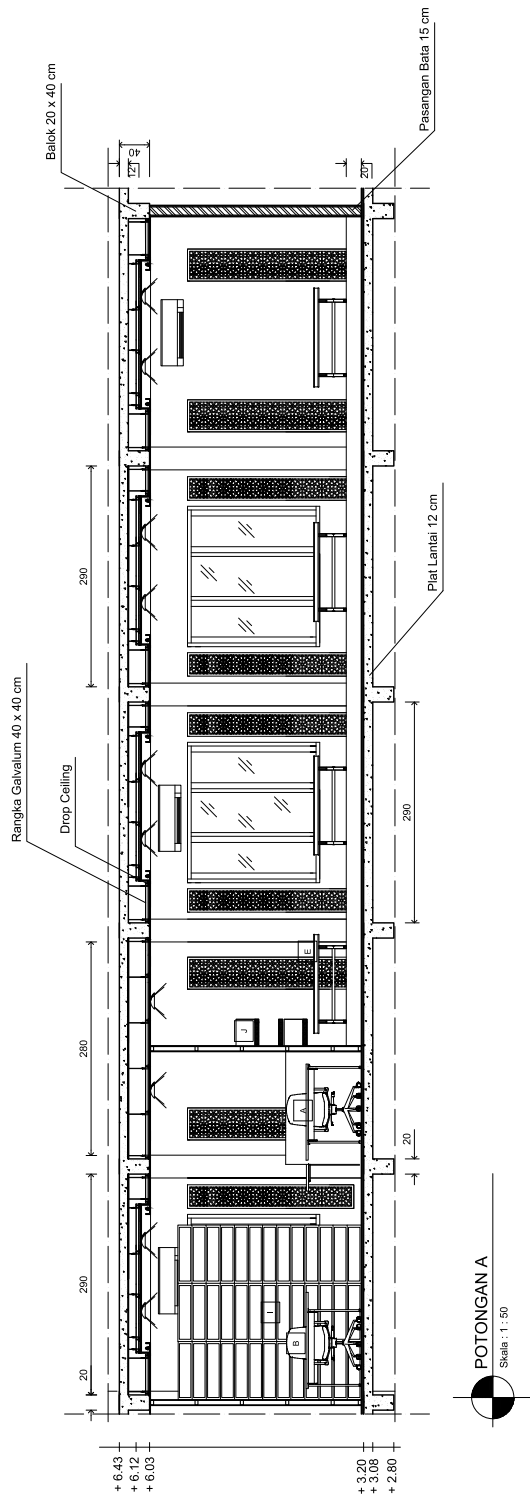 Rangka Galvalum 40 x 40 cm
Drop Ceiling
Balok 20 x 40 cm
20
290
280
290
12
40
+ 6.43
+ 6.12
+ 6.03
B
I
A
J
E
+ 3.20
+ 3.08
+ 2.80
20
290
20
Plat Lantai 12 cm
Pasangan Bata 15 cm
POTONGAN A
Skala : 1 : 50